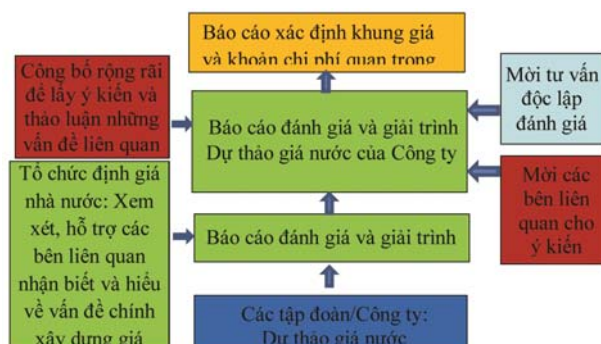 Báo cáo xác định khung giá
và khoản chi phí quan trọng
Công bố rộng rãi
để lấy ý kiến và
thảo luận những
vấn đề liên quan
Báo cáo đánh giá và giải trình
Dự thảo giá nước của Công ty
Mời tư vấn
độc lập
đánh giá
Mời các
bên liên
quan cho
ý kiến
Tổ chức định giá
nhà nước: Xem
xét, hỗ trợ các
bên liên quan
nhận biết và hiểu
về vấn đề chính
xây dựng giá
Báo cáo đánh giá và giải trình
Các tập đoàn/Công ty:
Dự thảo giá nước